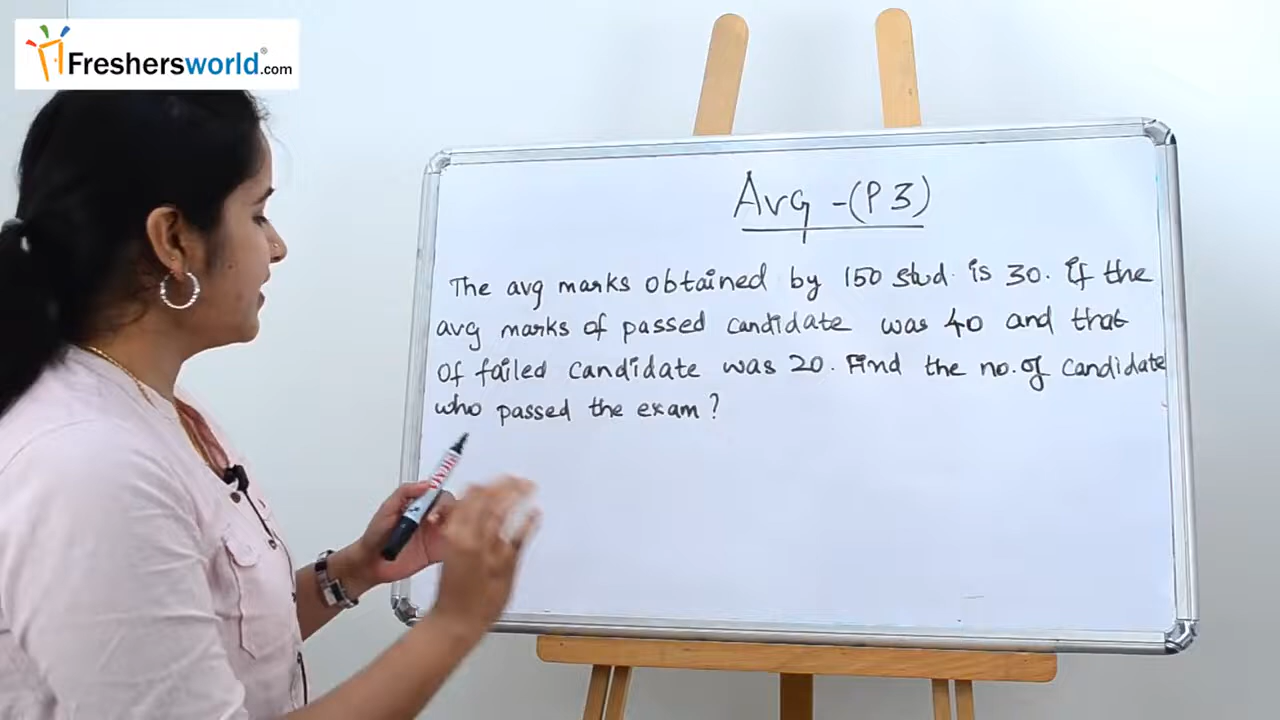 Freshersworld.com
Avg -(P3)
The avg marks obtained by 150 stud. is 30. If the
avg marks of passed candidate was 40 and that
of failed candidate was 20. Find the no. of candidate
who passed the exam?